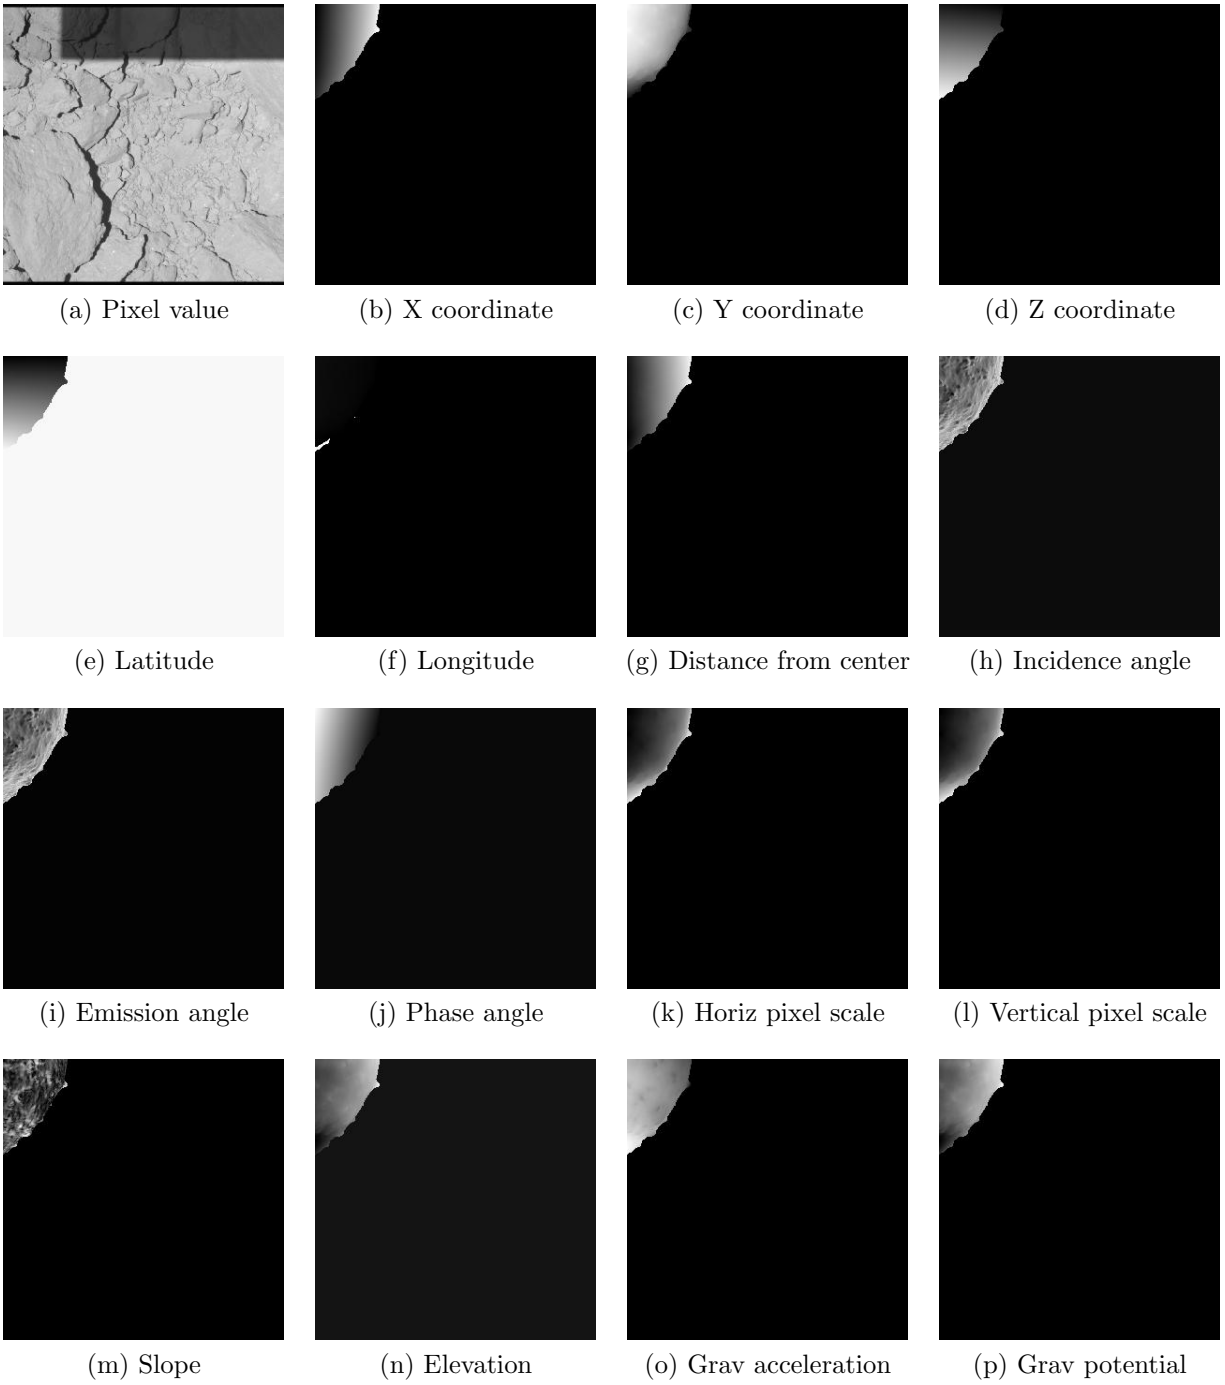 (a) Pixel value
(b) X coordinate
(c) Y coordinate
(d) Z coordinate
(e) Latitude
(f) Longitude
(g) Distance from center
(h) Incidence angle
(i) Emission angle
(j) Phase angle
(k) Horiz pixel scale
(l) Vertical pixel scale
(m) Slope
(n) Elevation
(o) Grav acceleration
(p) Grav potential